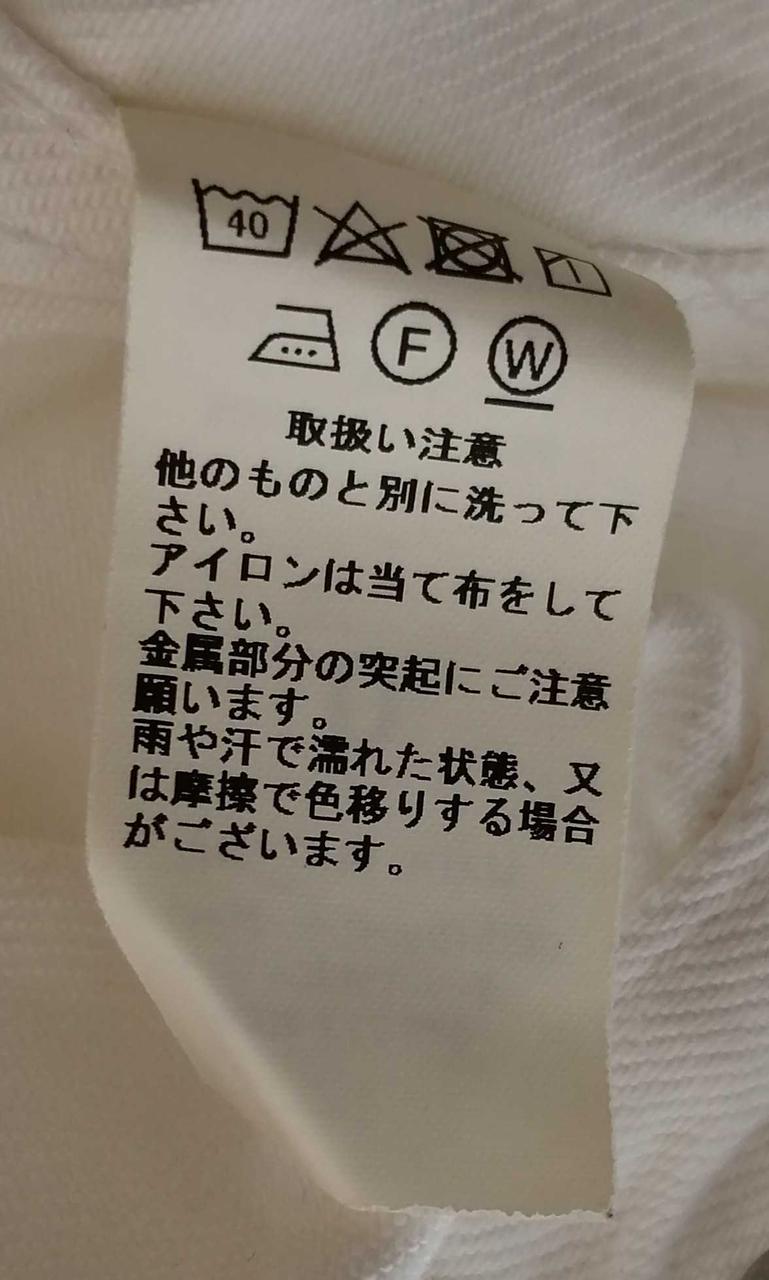 40
F
W
取扱い注意
他のものと別に洗って下
さい。
アイロンは当て布をして
下さい。
金属部分の突起にご注意
願います。
雨や汗で濡れた状態、又
は摩擦で色移りする場合
がございます。